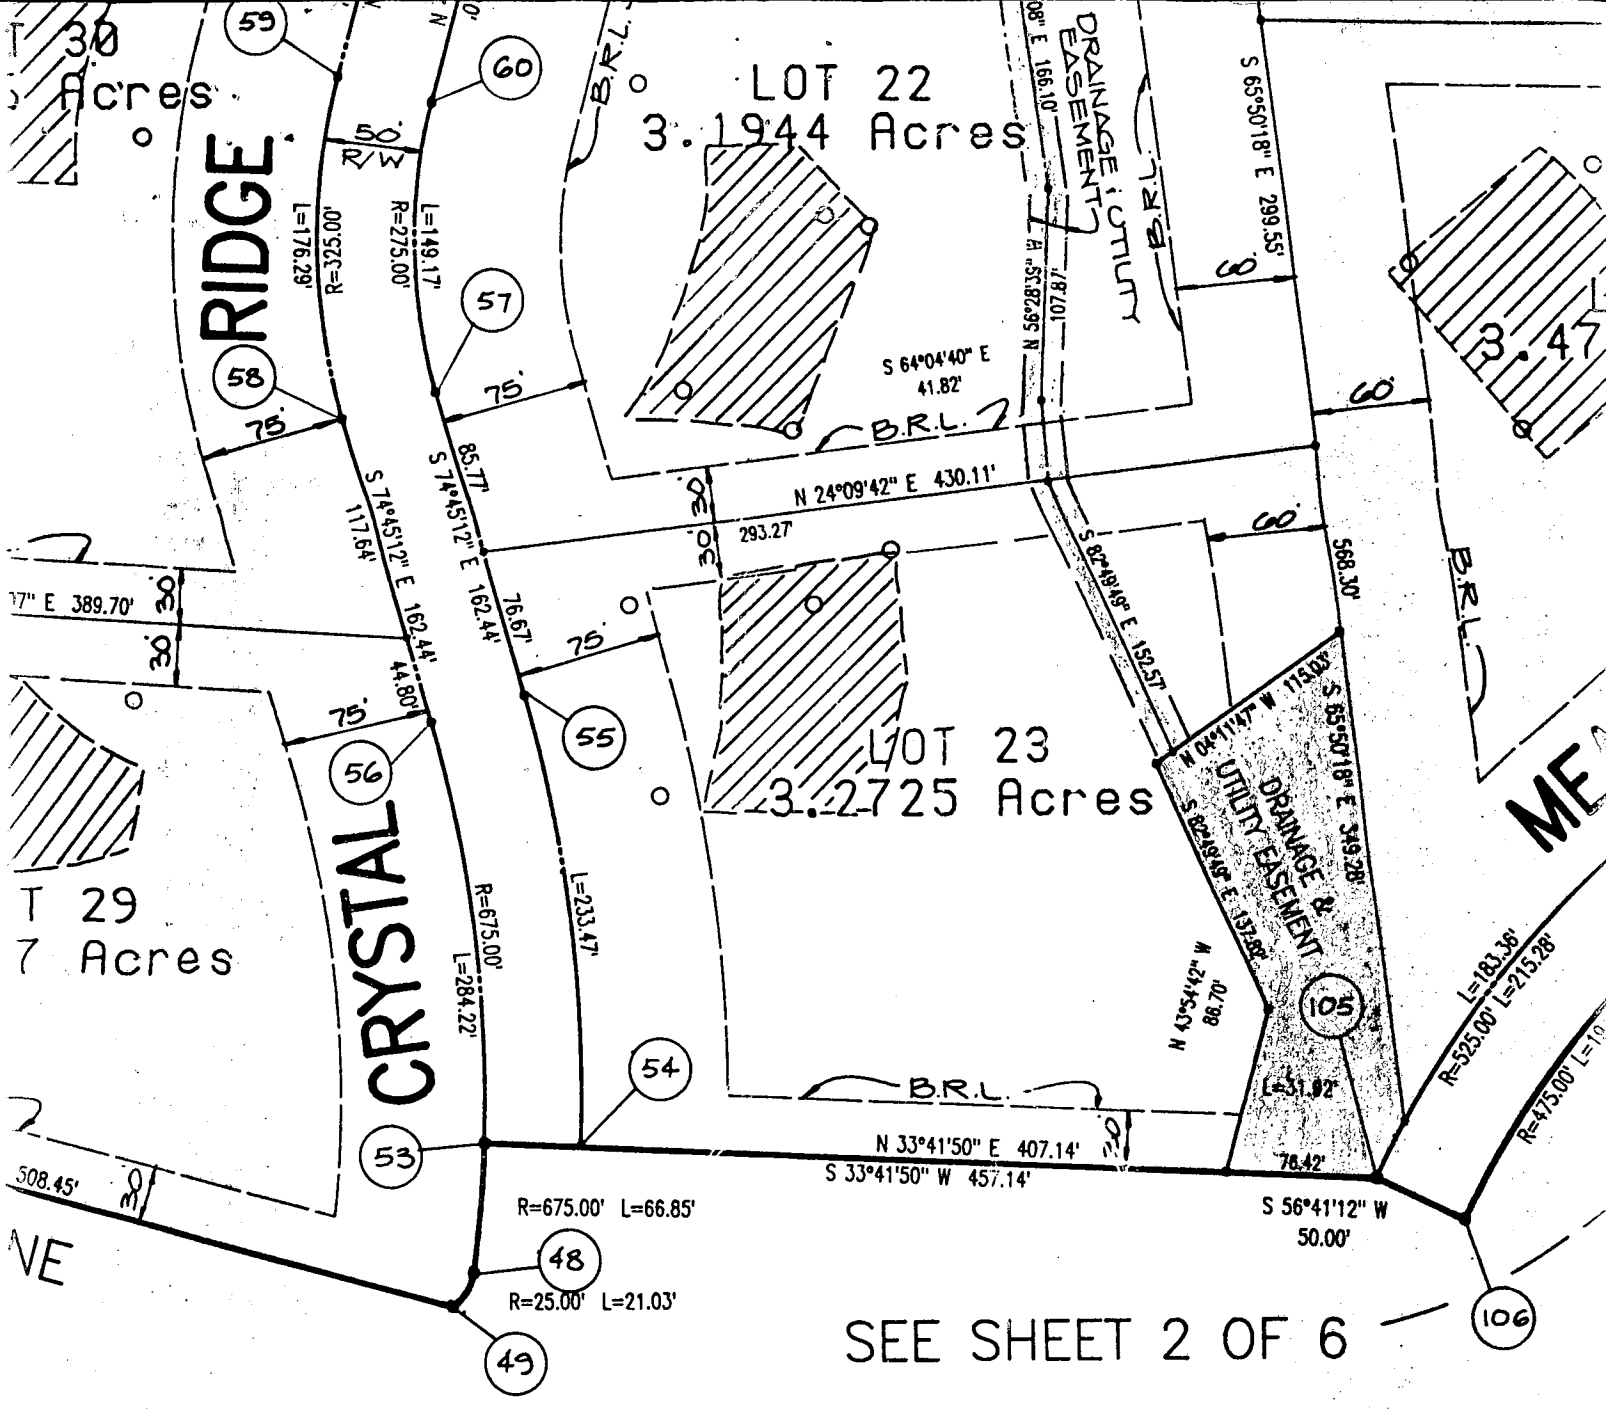 59
30
Acres
60
50'
R/W
RIDGE
L=176.29'
R=325.00'
L=149.17'
R=275.00'
B.R.L.
LOT 22
3.1944 Acres
08" E 166.10'
DRAINAGE & UTILITY
EASEMENT
B.R.L.
S 65°50'18" E 299.55'
60'
N 56°28'39" E
107.87'
3.47
57
58
75'
75'
S 64°04'40" E
41.82'
B.R.L.
60'
85.77'
S 74°45'12" E 162.44'
76.67'
S 74°45'12" E 162.44'
117.64'
44.80'
N 24°09'42" E 430.11'
293.27'
30'
30'
60'
568.30'
B.R.L.
7" E 389.70'
30'
30'
75'
S 82°49'49" E 152.57'
N 04°11'47" W 115.03'
S 65°50'18" E 349.28'
75'
56
55
LOT 23
3.2725 Acres
DRAINAGE &
UTILITY EASEMENT
S 82°49'49" E 137.82'
ME
CRYSTAL
T 29
7 Acres
R=675.00'
L=284.22'
L=233.47'
N 43°54'42" W
86.70'
105
L=183.36'
R=525.00' L=215.28'
R=475.00' L=10
L=31.92'
54
B.R.L.
30'
53
N 33°41'50" E 407.14'
S 33°41'50" W 457.14'
76.42'
S 56°41'12" W
50.00'
508.45'
30'
R=675.00' L=66.85'
48
R=25.00' L=21.03'
49
NE
SEE SHEET 2 OF 6
106